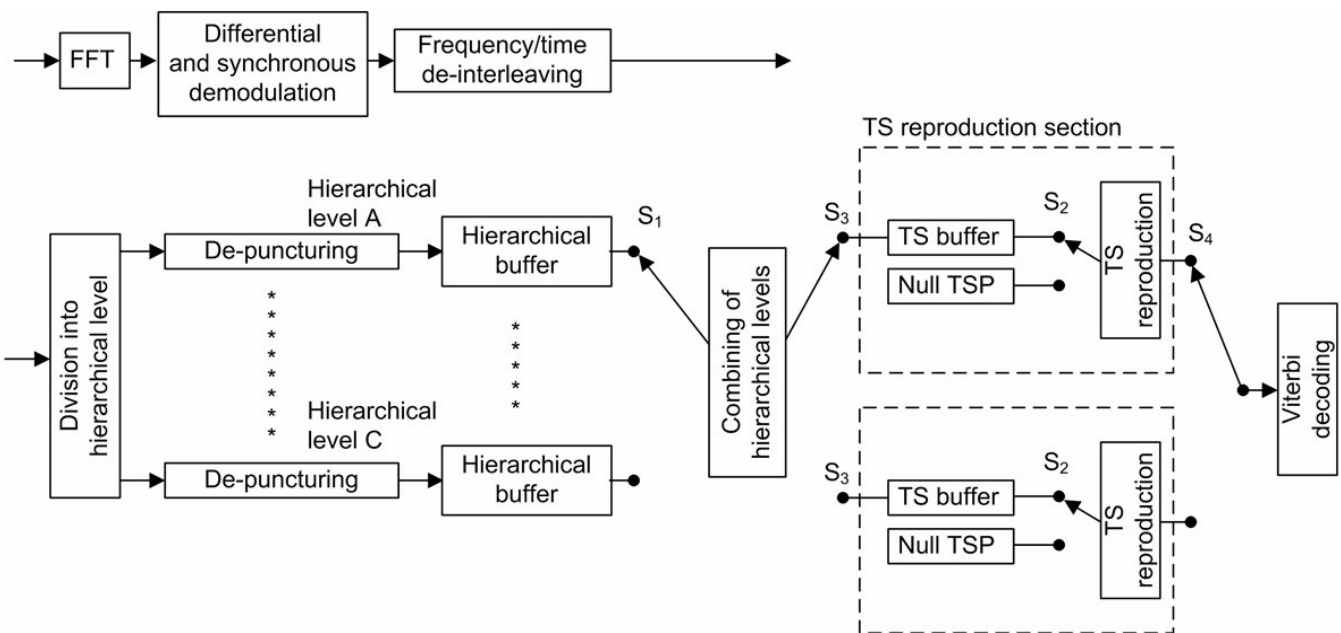 FFT
Differential
and synchronous
demodulation
Frequency/time
de-interleaving
TS reproduction section
Division into
hierarchical level
Hierarchical
level A
De-puncturing
Hierarchical
buffer
S1
* * * * * * * *
* * * * *
Hierarchical
level C
De-puncturing
Hierarchical
buffer
Combining of
hierarchical levels
S3
TS buffer
Null TSP
S2
TS
reproduction
S4
S3
TS buffer
Null TSP
S2
TS
reproduction
Viterbi
decoding